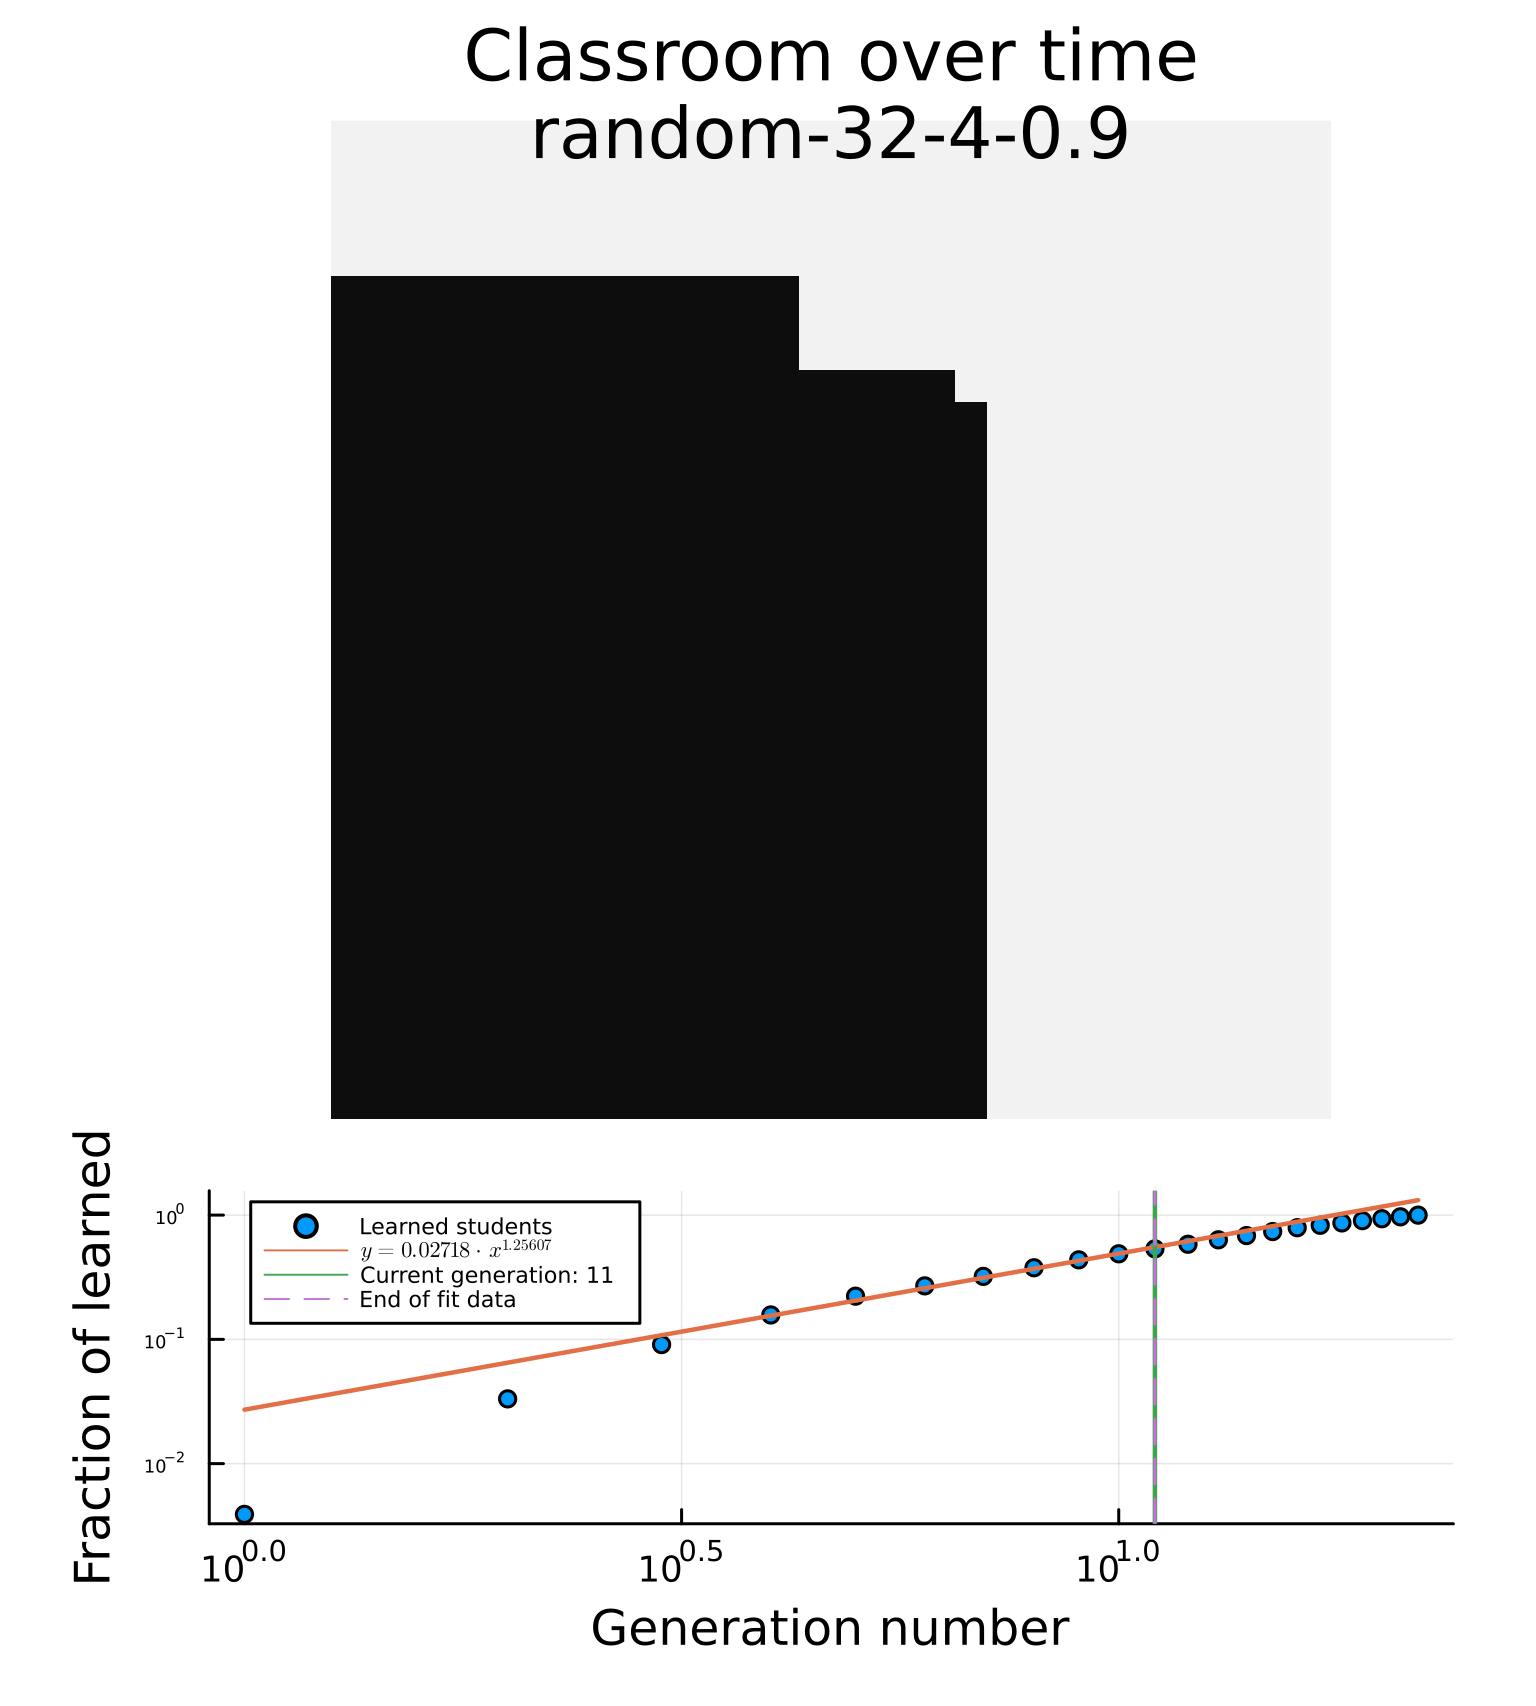 Classroom over time
random-32-4-0.9
Fraction of learned
10⁰
10⁻¹
10⁻²
Learned students
y = 0.02718 · x^1.25607
Current generation: 11
End of fit data
10^0.0
10^0.5
10^1.0
Generation number